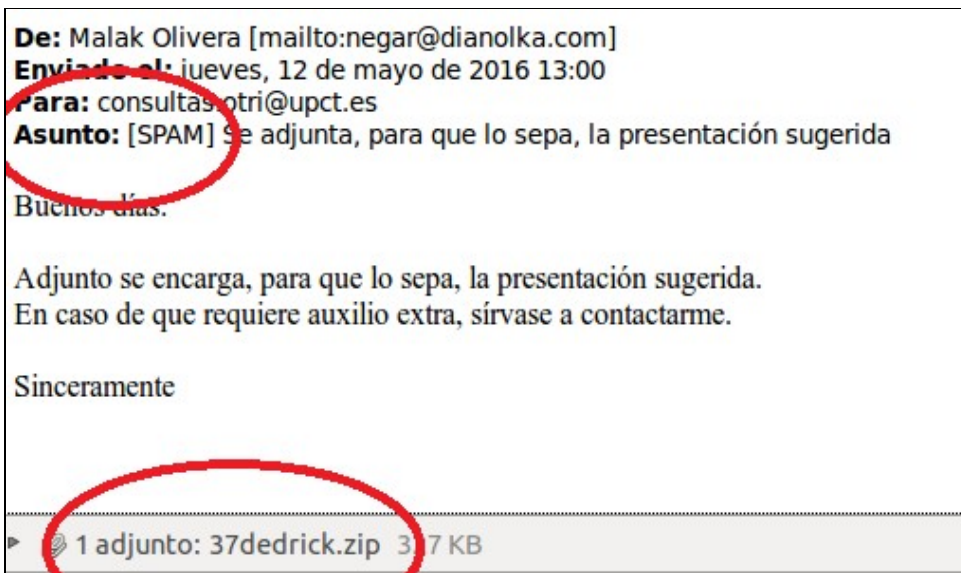 De: Malak Olivera [mailto:negar@dianolka.com]
Enviado el: jueves, 12 de mayo de 2016 13:00
Para: consultas.otri@upct.es
Asunto: [SPAM] Se adjunta, para que lo sepa, la presentación sugerida
Buenos días.
Adjunto se encarga, para que lo sepa, la presentación sugerida.
En caso de que requiere auxilio extra, sírvase a contactarme.
Sinceramente
1 adjunto: 37dedrick.zip KB